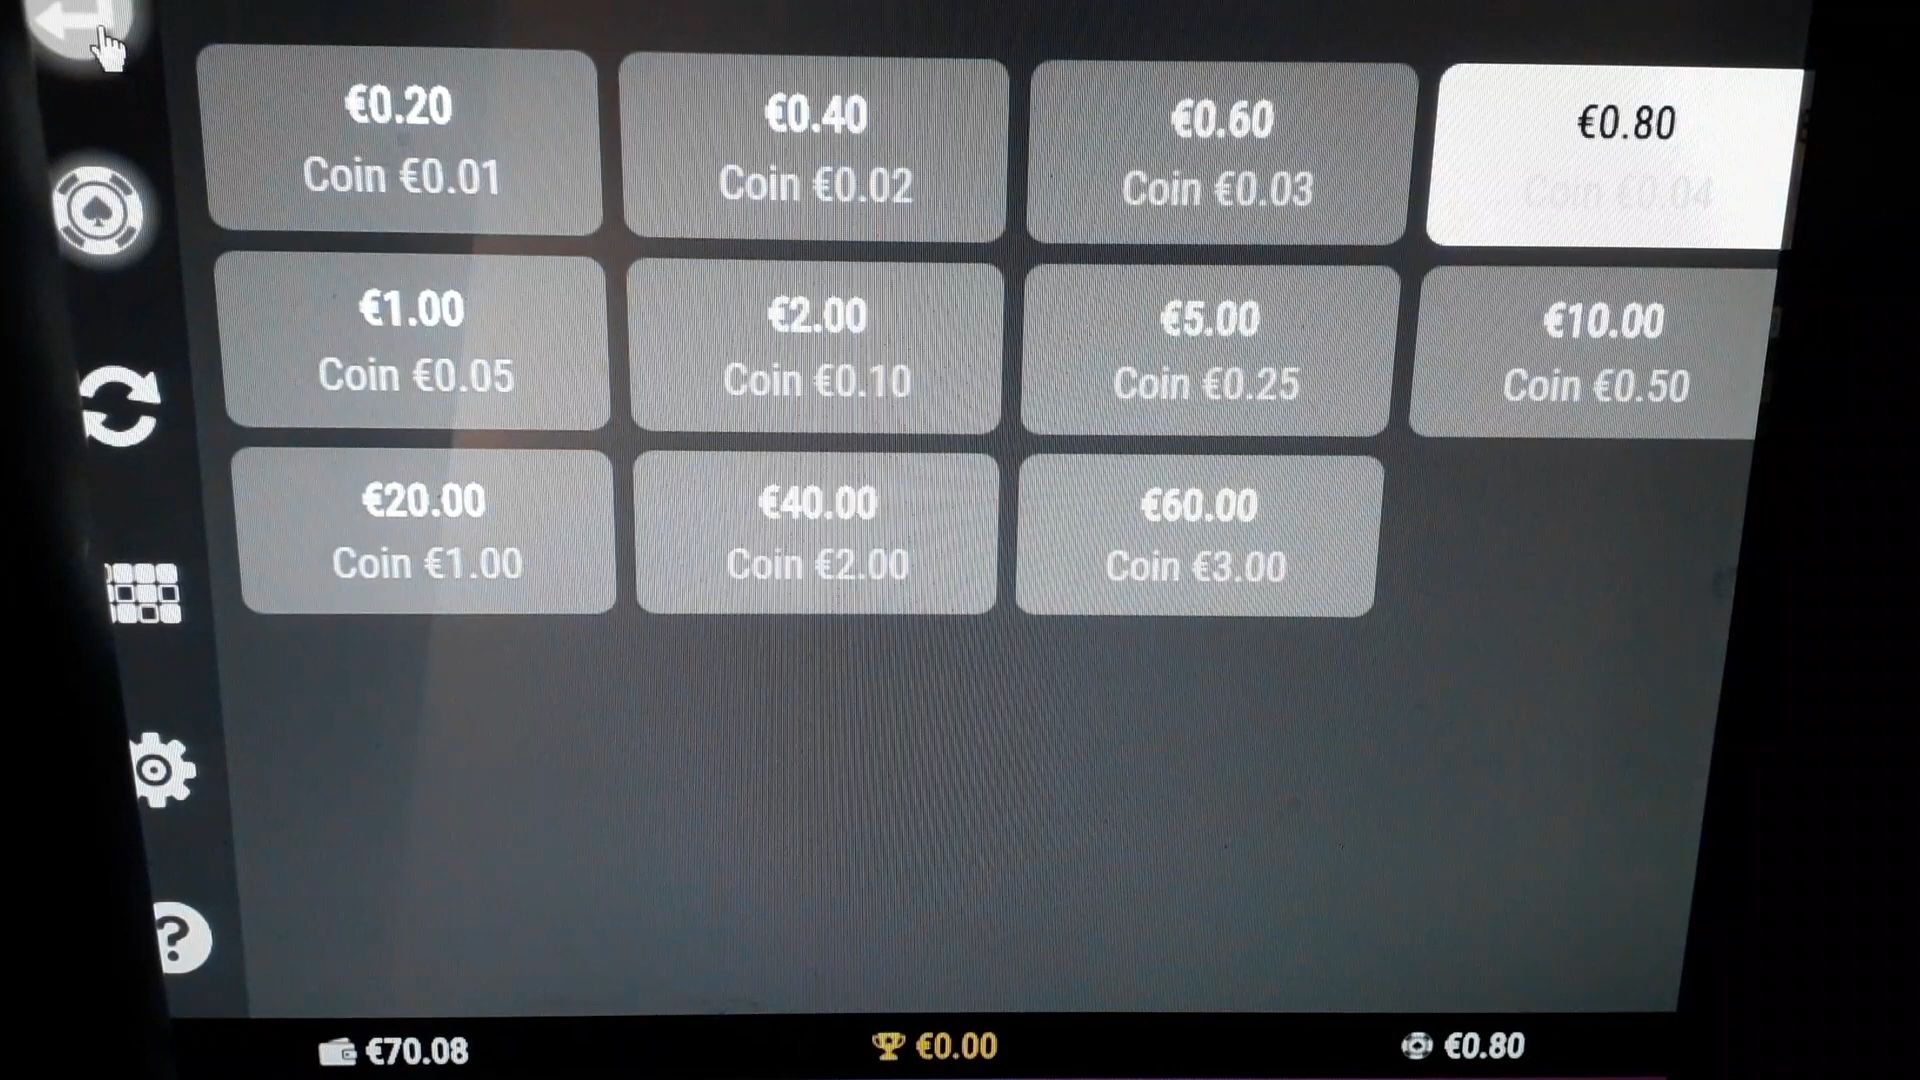 €0.20
Coin €0.01
€0.40
Coin €0.02
€0.60
Coin €0.03
€0.80
Coin €0.04
€1.00
Coin €0.05
€2.00
Coin €0.10
€5.00
Coin €0.25
€10.00
Coin €0.50
€20.00
Coin €1.00
€40.00
Coin €2.00
€60.00
Coin €3.00
?
€70.08
€0.00
€0.80